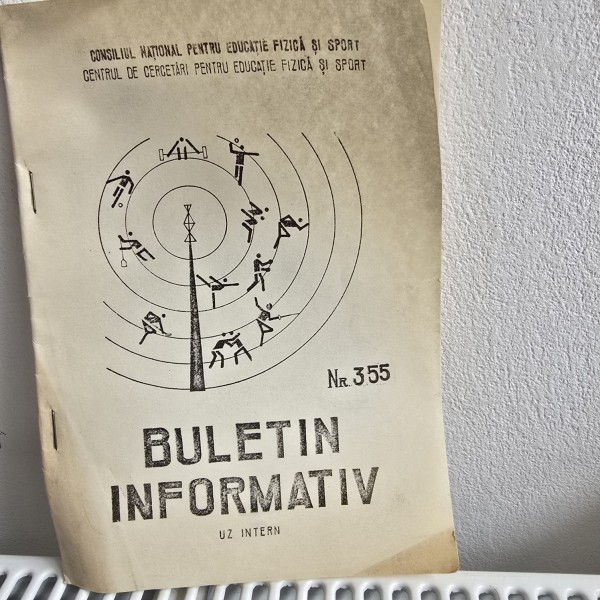 CONSILIUL NAȚIONAL PENTRU EDUCAȚIE FIZICĂ ȘI SPORT
CENTRUL DE CERCETĂRI PENTRU EDUCAȚIE FIZICĂ ȘI SPORT
NR. 355
BULETIN
INFORMATIV
UZ INTERN